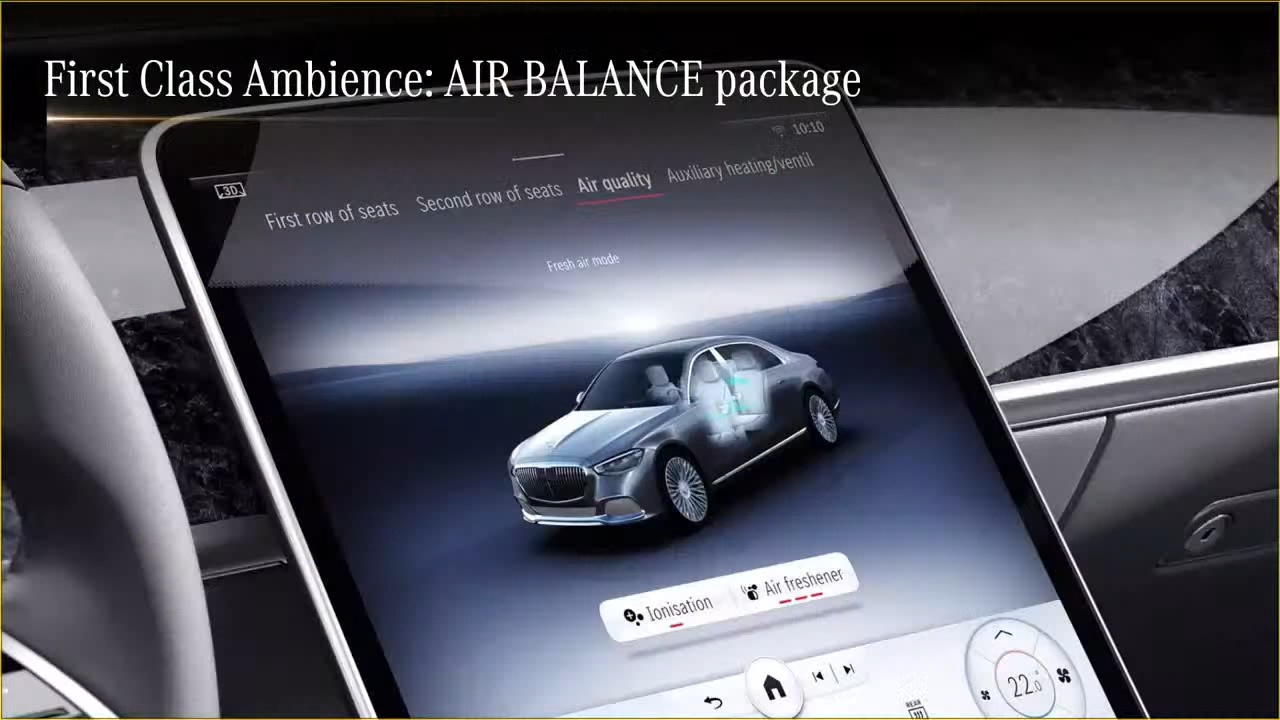 First Class Ambience: AIR BALANCE package
10:10
3D
First row of seats Second row of seats Air quality Auxiliary heating/ventil
Fresh air mode
Ionisation Air freshener
22.0
REAR